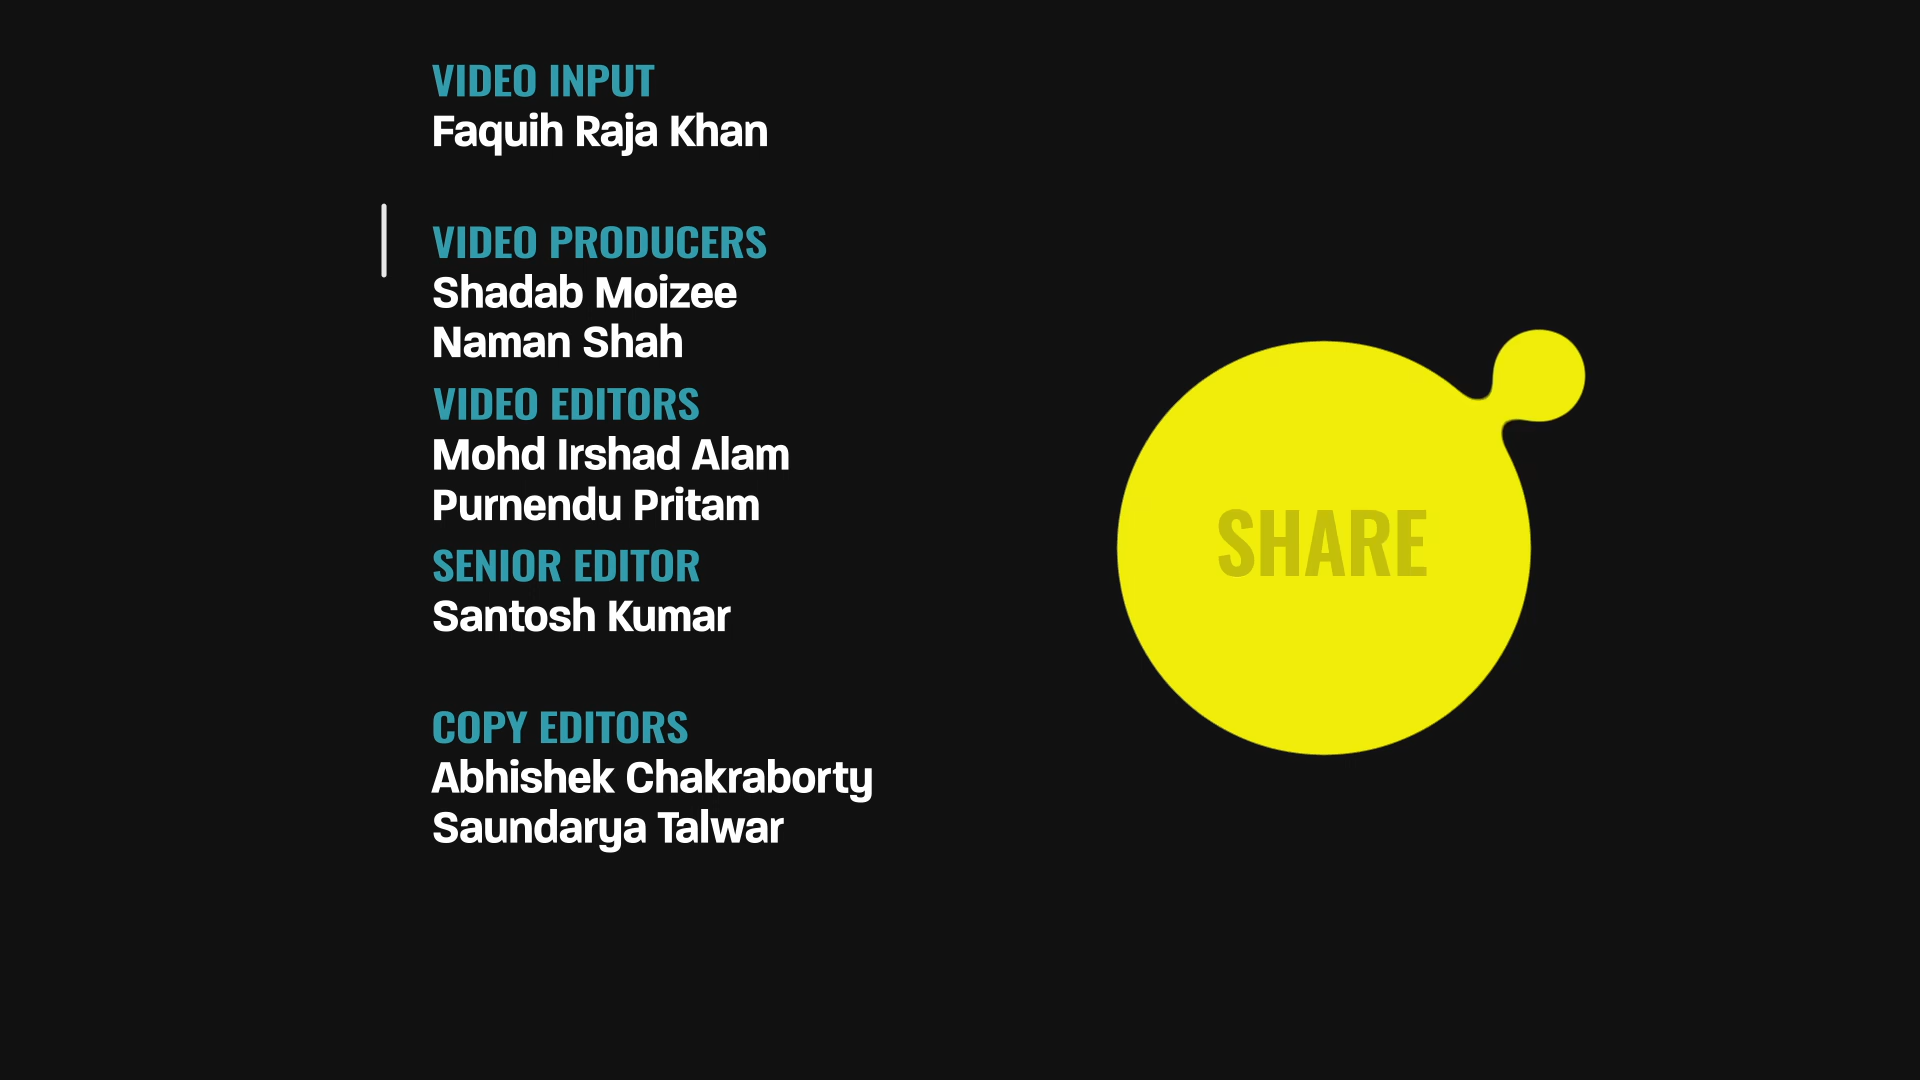 VIDEO INPUT
Faquih Raja Khan
VIDEO PRODUCERS
Shadab Moizee
Naman Shah
VIDEO EDITORS
Mohd Irshad Alam
Purnendu Pritam
SENIOR EDITOR
Santosh Kumar
COPY EDITORS
Abhishek Chakraborty
Saundarya Talwar
SHARE